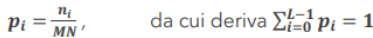 p_i = n_i / MN, da cui deriva ∑_{i=0}^{L-1} p_i = 1